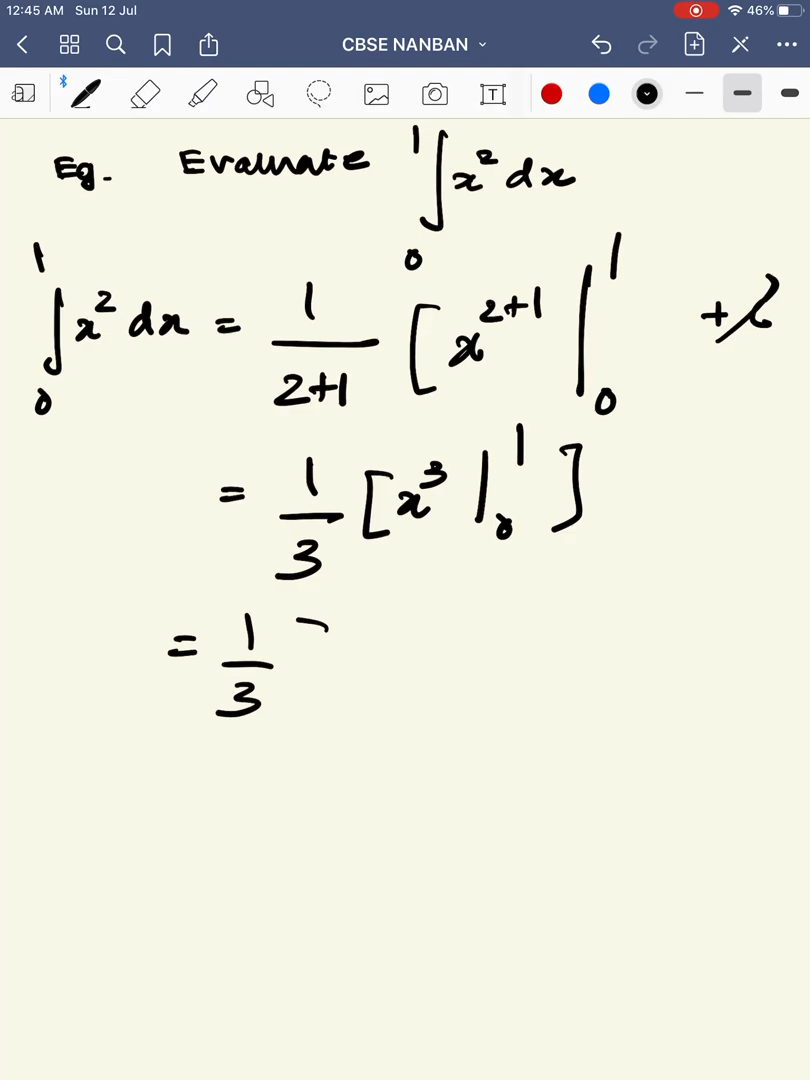 12:45 AM Sun 12 Jul 46%
CBSE NANBAN
a T
Eg. Evaluate ∫₀¹ x² dx
∫₀¹ x² dx = 1/(2+1) [x²⁺¹ |₀¹ + C
= 1/3 [x³ |₀¹]
= 1/3